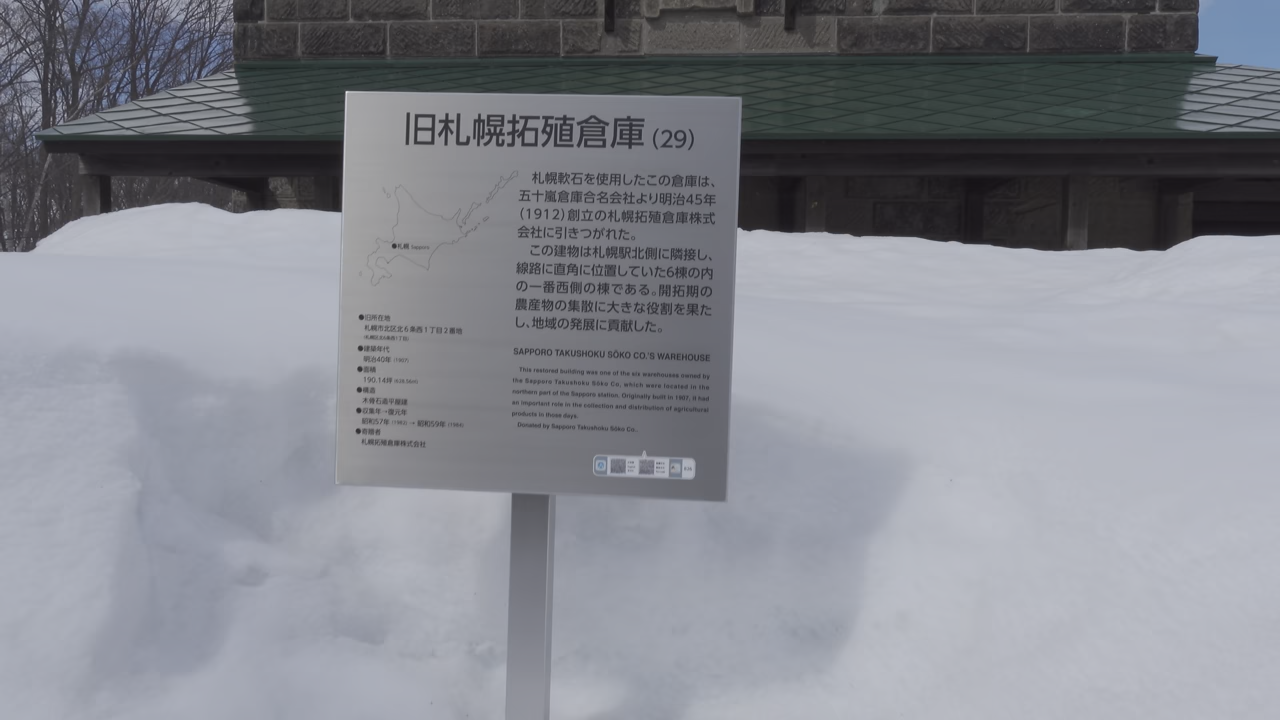 旧札幌拓殖倉庫 (29)
札幌軟石を使用したこの倉庫は、
五十嵐倉庫合名会社より明治45年
(1912)創立の札幌拓殖倉庫株式
会社に引きつがれた。
この建物は札幌駅北側に隣接し、
線路に直角に位置していた6棟の内
の一番西側の棟である。開拓期の
農産物の集散に大きな役割を果た
し、地域の発展に貢献した。
●札幌 Sapporo
●旧所在地
札幌市北区北6条西1丁目2番地
●建築年代
明治40年 (1907)
●面積
190.14坪
●構造
木骨石造平屋建
●収集年→復元年
昭和57年 (1982) → 昭和59年 (1984)
●寄贈者
札幌拓殖倉庫株式会社
SAPPORO TAKUSHOKU SŌKO CO.'S WAREHOUSE
This restored building was one of the six warehouses owned by
the Sapporo Takushoku Sōko Co, which were located in the
northern part of the Sapporo station. Originally built in 1907, it had
an important role in the collection and distribution of agricultural
products in those days.
Donated by Sapporo Takushoku Sōko Co..